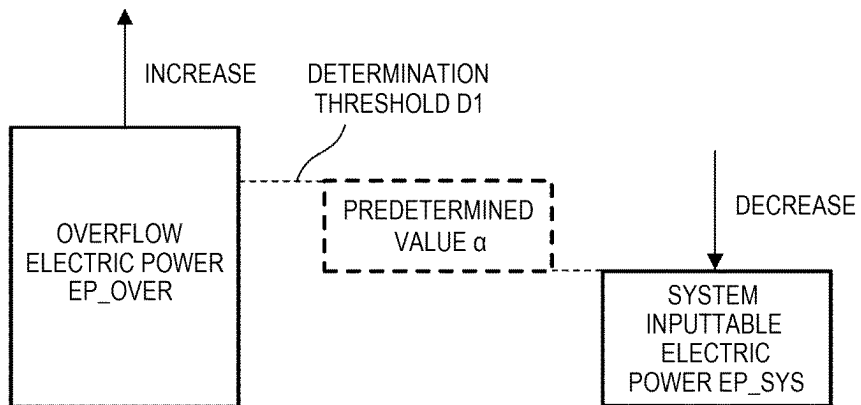 INCREASE
DETERMINATION
THRESHOLD D1
OVERFLOW
ELECTRIC POWER
EP_OVER
PREDETERMINED
VALUE α
DECREASE
SYSTEM
INPUTTABLE
ELECTRIC
POWER EP_SYS